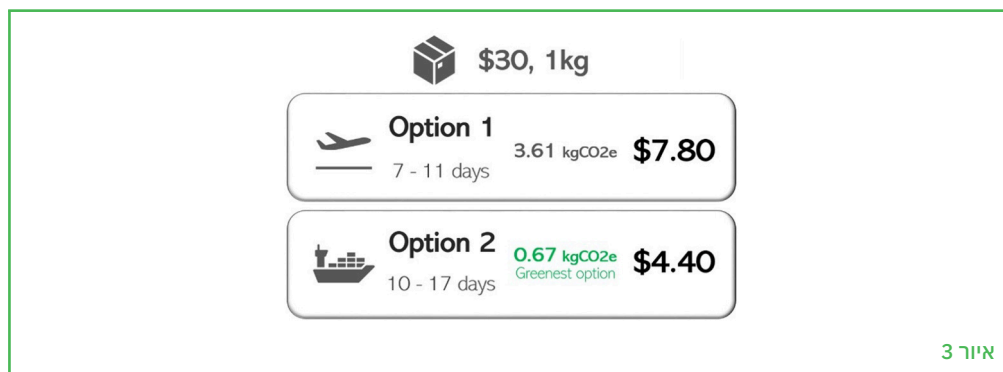 $30, 1kg
Option 1
7 - 11 days
3.61 kgCO2e
$7.80
Option 2
10 - 17 days
0.67 kgCO2e
Greenest option
$4.40
איור 3